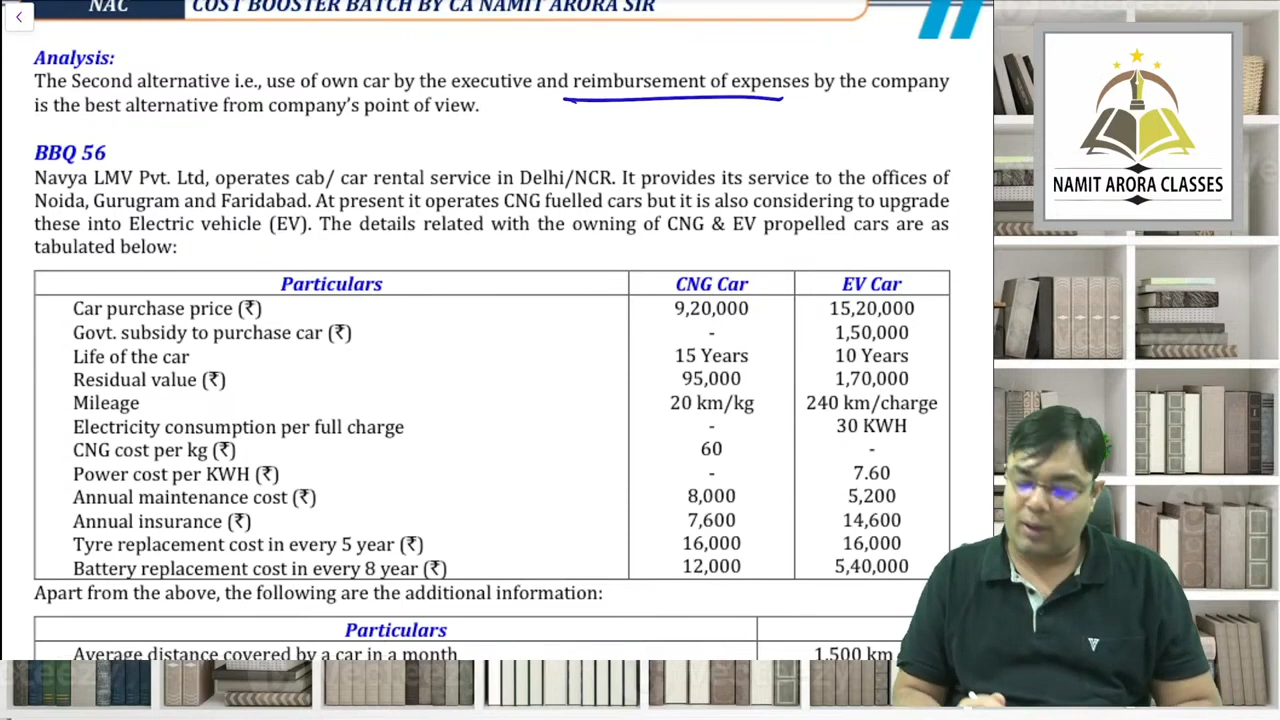 NAC COST BOOSTER BATCH BY CA NAMIT ARORA SIR
Analysis:
The Second alternative i.e., use of own car by the executive and reimbursement of expenses by the company
is the best alternative from company's point of view.
BBQ 56
Navya LMV Pvt. Ltd, operates cab/ car rental service in Delhi/NCR. It provides its service to the offices of
Noida, Gurugram and Faridabad. At present it operates CNG fuelled cars but it is also considering to upgrade
these into Electric vehicle (EV). The details related with the owning of CNG & EV propelled cars are as
tabulated below:
Particulars CNG Car EV Car
Car purchase price (₹) 9,20,000 15,20,000
Govt. subsidy to purchase car (₹) - 1,50,000
Life of the car 15 Years 10 Years
Residual value (₹) 95,000 1,70,000
Mileage 20 km/kg 240 km/charge
Electricity consumption per full charge - 30 KWH
CNG cost per kg (₹) 60 -
Power cost per KWH (₹) - 7.60
Annual maintenance cost (₹) 8,000 5,200
Annual insurance (₹) 7,600 14,600
Tyre replacement cost in every 5 year (₹) 16,000 16,000
Battery replacement cost in every 8 year (₹) 12,000 5,40,000
Apart from the above, the following are the additional information:
Particulars
Average distance covered by a car in a month 1,500 km
NAMIT ARORA CLASSES